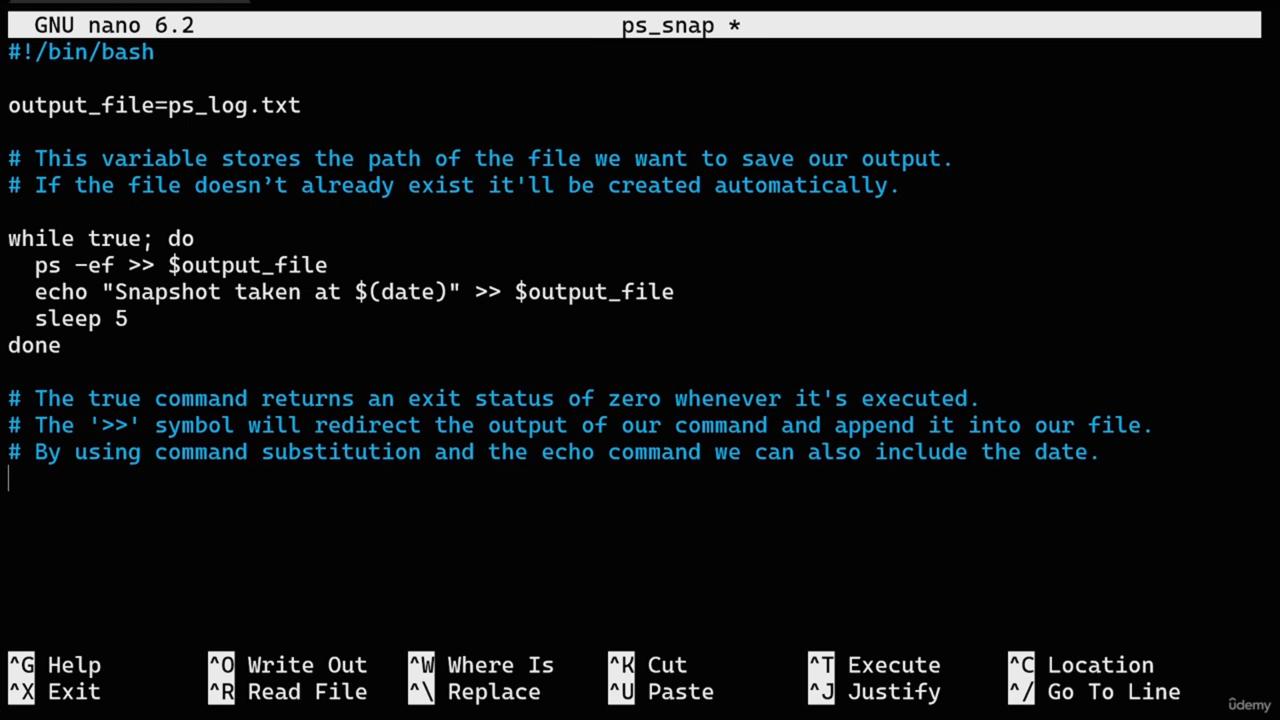 GNU nano 6.2 ps_snap *
#!/bin/bash
output_file=ps_log.txt
# This variable stores the path of the file we want to save our output.
# If the file doesn’t already exist it'll be created automatically.
while true; do
  ps –ef >> $output_file
  echo "Snapshot taken at $(date)" >> $output_file
  sleep 5
done
# The true command returns an exit status of zero whenever it's executed.
# The '>>' symbol will redirect the output of our command and append it into our file.
# By using command substitution and the echo command we can also include the date.
^G Help ^O Write Out ^W Where Is ^K Cut ^T Execute ^C Location
^X Exit ^R Read File ^\ Replace ^U Paste ^J Justify ^/ Go To Line
ûdemy